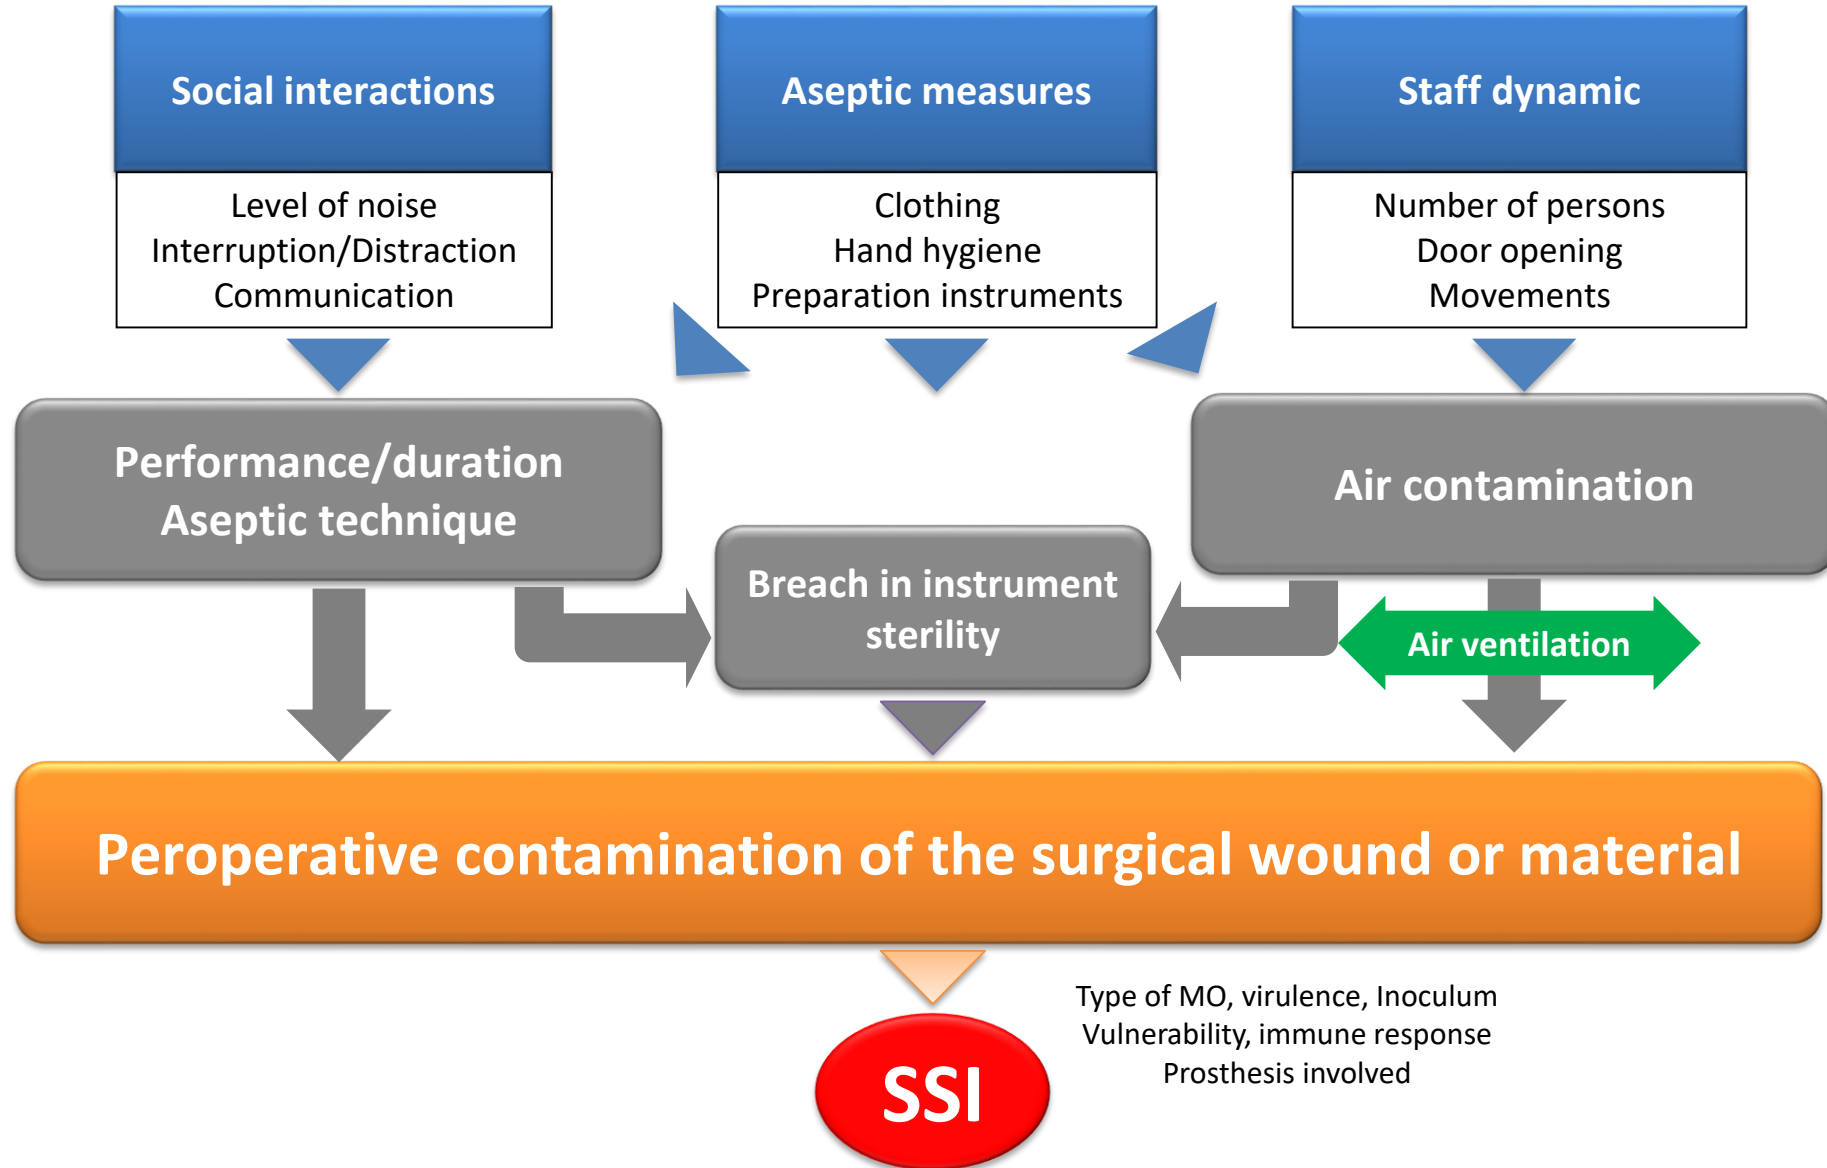 Social interactions
Level of noise
Interruption/Distraction
Communication
Aseptic measures
Clothing
Hand hygiene
Preparation instruments
Staff dynamic
Number of persons
Door opening
Movements
Performance/duration
Aseptic technique
Breach in instrument
sterility
Air contamination
Air ventilation
Peroperative contamination of the surgical wound or material
SSI
Type of MO, virulence, Inoculum
Vulnerability, immune response
Prosthesis involved